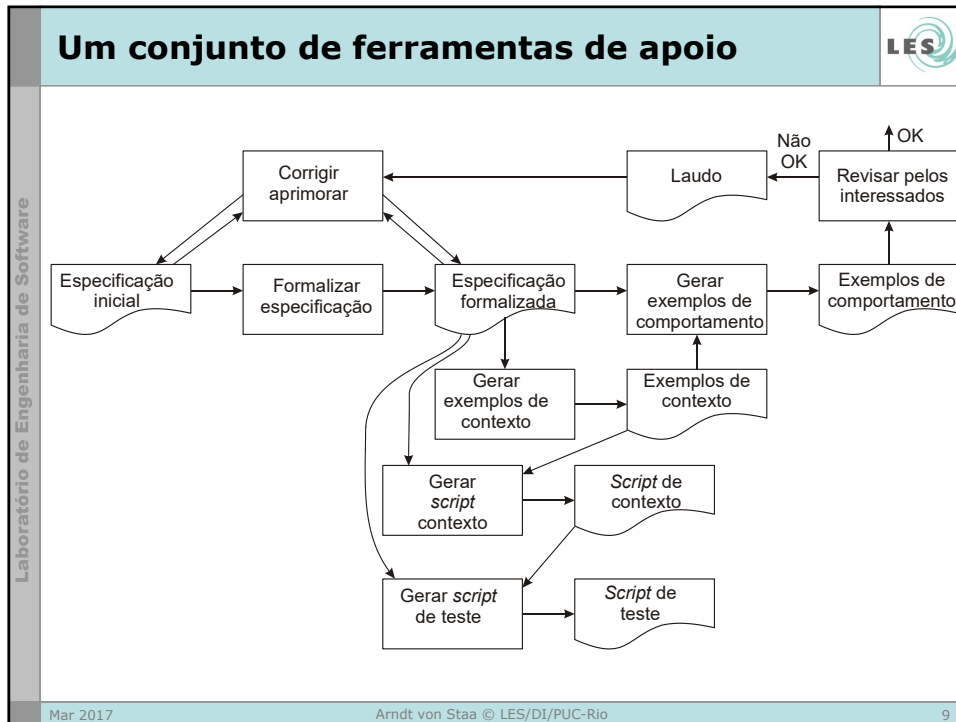 Um conjunto de ferramentas de apoio
LES
Laboratório de Engenharia de Software
Corrigir
aprimorar
Laudo
Não
OK
OK
Revisar pelos
interessados
Especificação
inicial
Formalizar
especificação
Especificação
formalizada
Gerar
exemplos de
comportamento
Exemplos de
comportamento
Gerar
exemplos de
contexto
Exemplos de
contexto
Gerar
script
contexto
Script de
contexto
Gerar script
de teste
Script de
teste
Mar 2017
Arndt von Staa © LES/DI/PUC-Rio
9